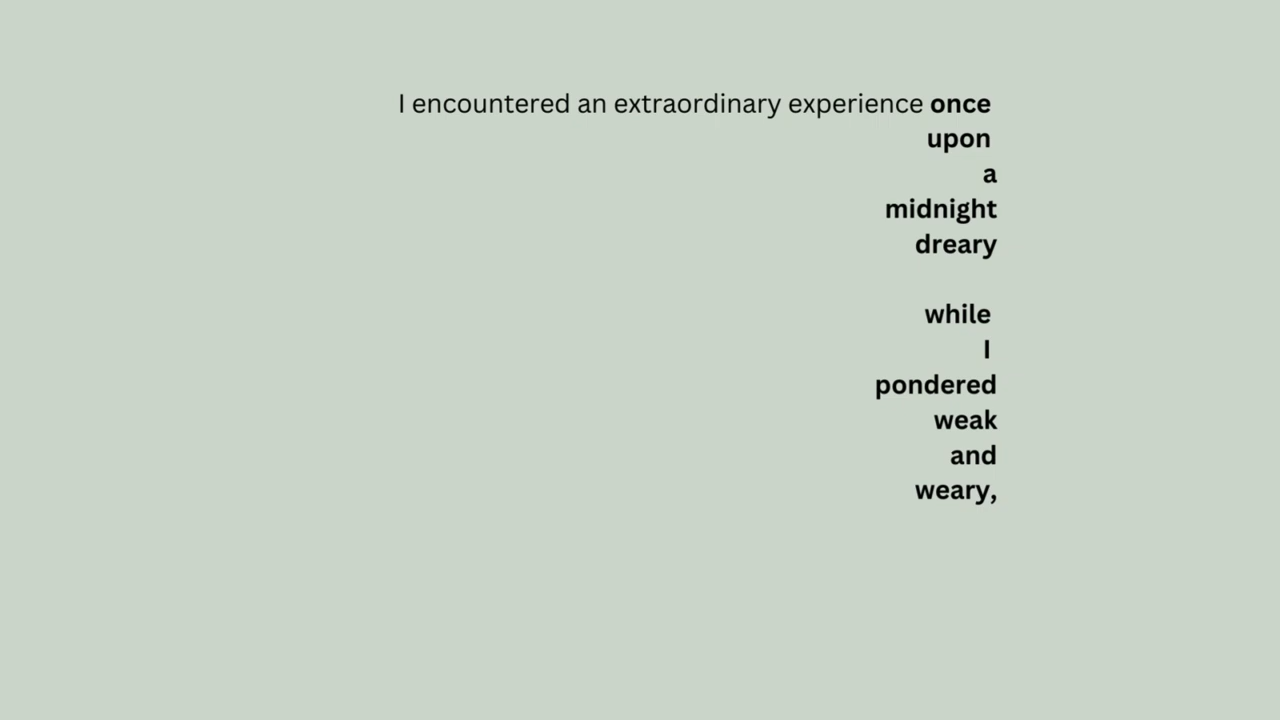 I encountered an extraordinary experience once
upon
a
midnight
dreary
while
I
pondered
weak
and
weary,